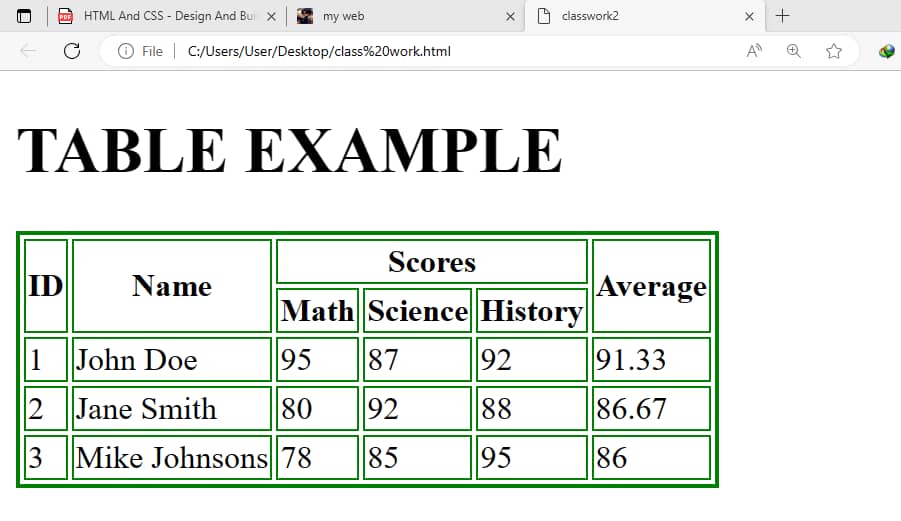 HTML And CSS - Design And Bui
my web
classwork2
File
C:/Users/User/Desktop/class%20work.html
TABLE EXAMPLE
ID Name Scores Average
Math Science History
1 John Doe 95 87 92 91.33
2 Jane Smith 80 92 88 86.67
3 Mike Johnsons 78 85 95 86